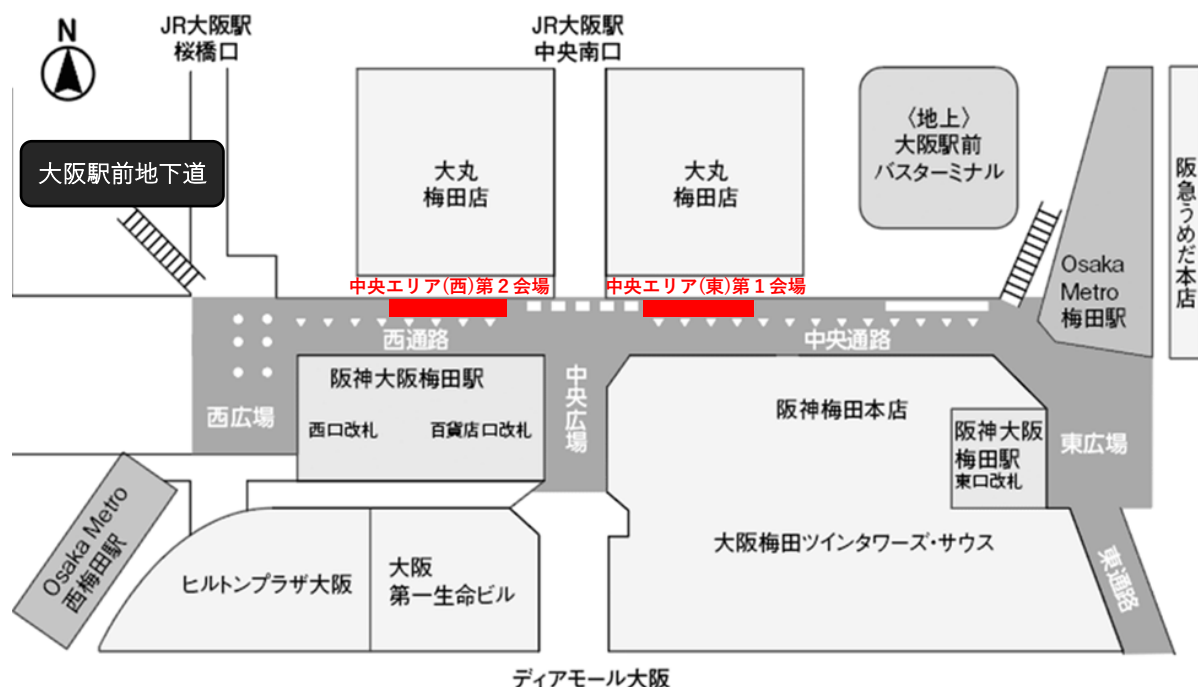 N
JR大阪駅
桜橋口
JR大阪駅
中央南口
大阪駅前地下道
大丸
梅田店
大丸
梅田店
〈地上〉
大阪駅前
バスターミナル
阪急うめだ本店
Osaka
Metro
梅田駅
中央エリア(西)第２会場
中央エリア(東)第１会場
西通路
中央通路
西広場
阪神大阪梅田駅
西口改札
百貨店口改札
中央広場
阪神梅田本店
阪神大阪
梅田駅
東口改札
東広場
Osaka Metro
西梅田駅
ヒルトンプラザ大阪
大阪
第一生命ビル
大阪梅田ツインタワーズ・サウス
東通路
ディアモール大阪